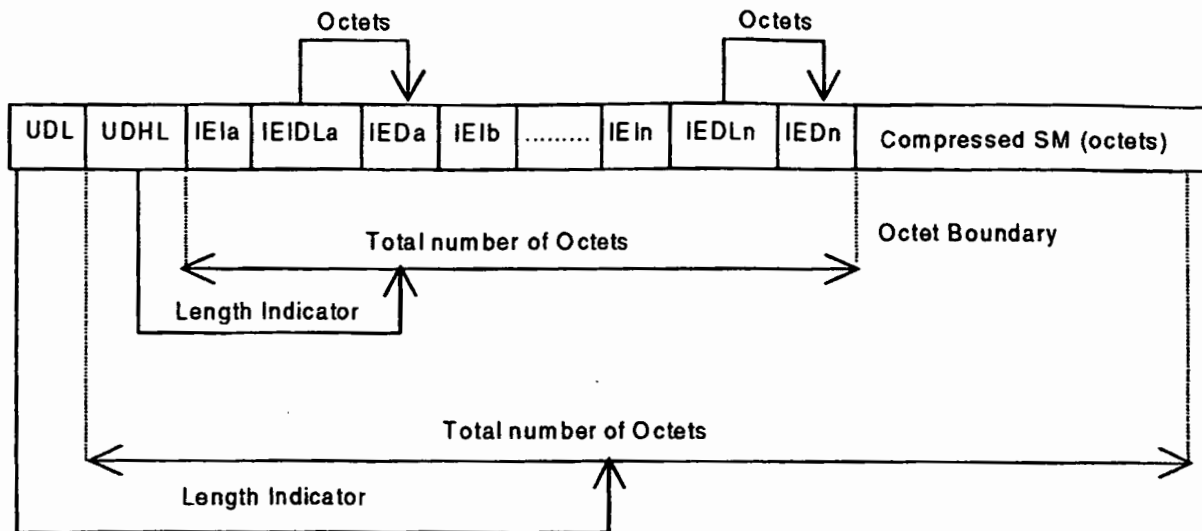 Octets
Octets
UDL UDHL IEIa IEIDLa IEDa IEIb ......... IEIn IEDLn IEDn Compressed SM (octets)
Total number of Octets
Octet Boundary
Length Indicator
Total number of Octets
Length Indicator